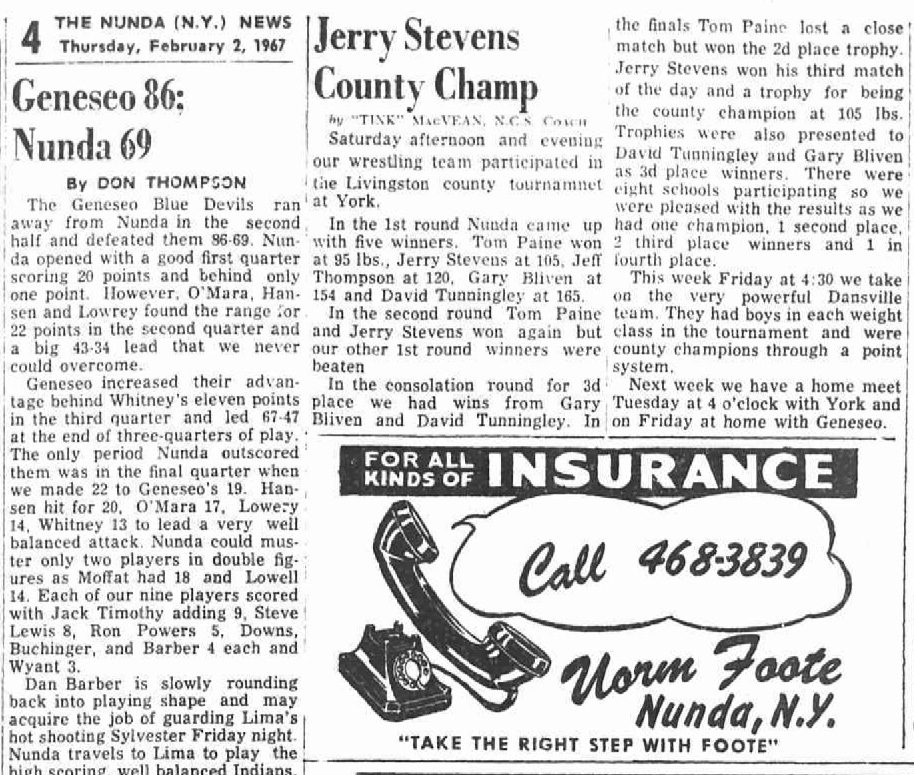 4
THE NUNDA (N.Y.) NEWS
Thursday, February 2, 1967
Geneseo 86:
Nunda 69
By DON THOMPSON
The Geneseo Blue Devils ran
away from Nunda in the second
half and defeated them 86-69. Nun-
da opened with a good first quarter
scoring 20 points and behind only
one point. However, O'Mara, Han-
sen and Lowrey found the range for
22 points in the second quarter and
a big 43-34 lead that we never
could overcome.
Geneseo increased their advan-
tage behind Whitney's eleven points
in the third quarter and led 67-47
at the end of three-quarters of play.
The only period Nunda outscored
them was in the final quarter when
we made 22 to Geneseo's 19. Han-
sen hit for 20, O'Mara 17, Lowery
14, Whitney 13 to lead a very well
balanced attack. Nunda could mus-
ter only two players in double fig-
ures as Moffat had 18 and Lowell
14. Each of our nine players scored
with Jack Timothy adding 9, Steve
Lewis 8, Ron Powers 5, Downs,
Buchinger, and Barber 4 each and
Wyant 3.
Dan Barber is slowly rounding
back into playing shape and may
acquire the job of guarding Lima's
hot shooting Sylvester Friday night.
Nunda travels to Lima to play the
high scoring, well balanced Indians.
Jerry Stevens
County Champ
by "TINK" MacVEAN, N.C.S. Coach
Saturday afternoon and evening
our wrestling team participated in
the Livingston county tournamnet
at York.
In the 1st round Nunda came up
with five winners. Tom Paine won
at 95 lbs., Jerry Stevens at 105, Jeff
Thompson at 120, Gary Bliven at
154 and David Tunningley at 165.
In the second round Tom Paine
and Jerry Stevens won again but
our other 1st round winners were
beaten
In the consolation round for 3d
place we had wins from Gary
Bliven and David Tunningley. In
the finals Tom Paine lost a close
match but won the 2d place trophy.
Jerry Stevens won his third match
of the day and a trophy for being
the county champion at 105 lbs.
Trophies were also presented to
David Tunningley and Gary Bliven
as 3d place winners. There were
eight schools participating so we
were pleased with the results as we
had one champion, 1 second place,
2 third place winners and 1 in
fourth place.
This week Friday at 4:30 we take
on the very powerful Dansville
team. They had boys in each weight
class in the tournament and were
county champions through a point
system.
Next week we have a home meet
Tuesday at 4 o'clock with York and
on Friday at home with Geneseo.
FOR ALL
KINDS OF INSURANCE
Call 468-3839
Norm Foote
Nunda, N.Y.
"TAKE THE RIGHT STEP WITH FOOTE"